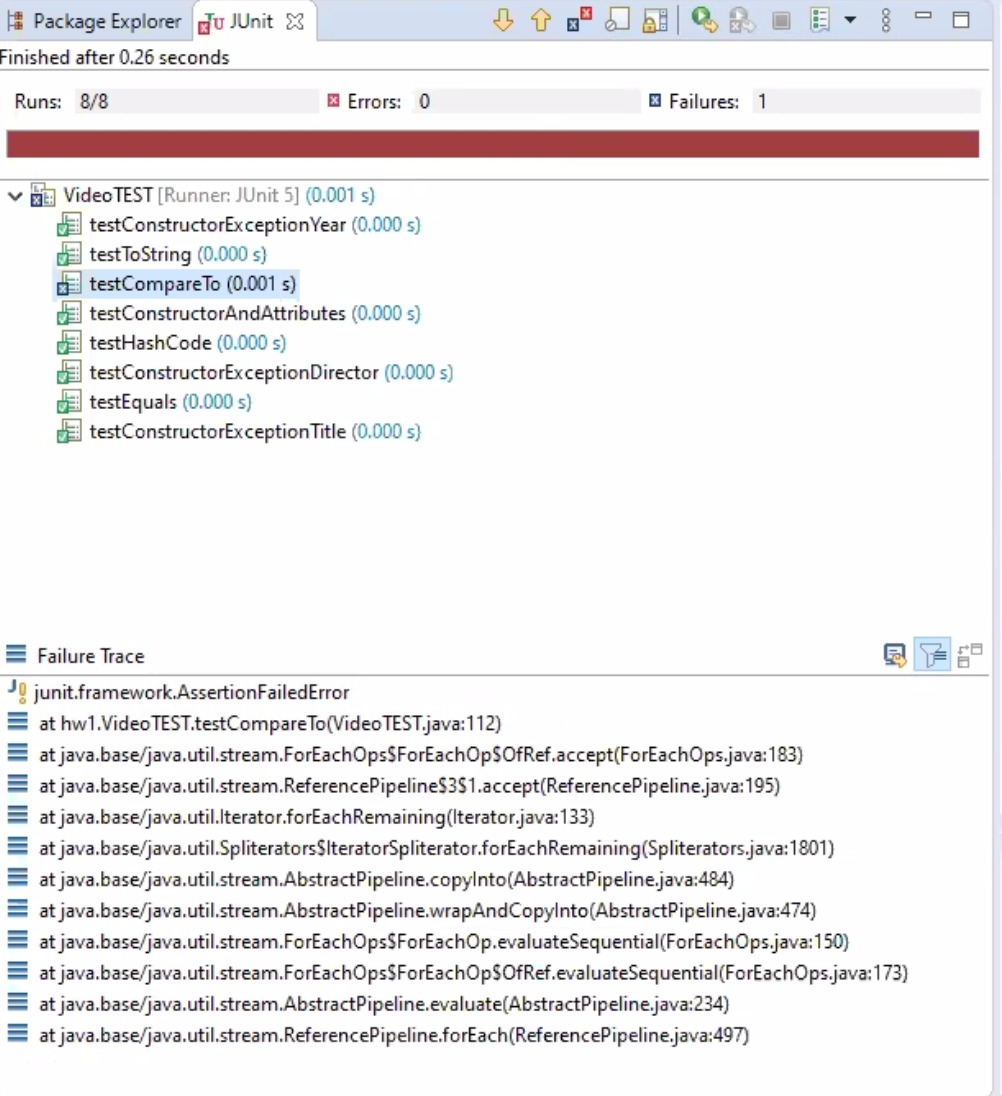 Package Explorer JUnit
Finished after 0.26 seconds
Runs: 8/8 Errors: 0 Failures: 1
VideoTEST [Runner: JUnit 5] (0.001 s)
testConstructorExceptionYear (0.000 s)
testToString (0.000 s)
testCompareTo (0.001 s)
testConstructorAndAttributes (0.000 s)
testHashCode (0.000 s)
testConstructorExceptionDirector (0.000 s)
testEquals (0.000 s)
testConstructorExceptionTitle (0.000 s)
Failure Trace
junit.framework.AssertionFailedError
at hw1.VideoTEST.testCompareTo(VideoTEST.java:112)
at java.base/java.util.stream.ForEachOps$ForEachOp$OfRef.accept(ForEachOps.java:183)
at java.base/java.util.stream.ReferencePipeline$3$1.accept(ReferencePipeline.java:195)
at java.base/java.util.Iterator.forEachRemaining(Iterator.java:133)
at java.base/java.util.Spliterators$IteratorSpliterator.forEachRemaining(Spliterators.java:1801)
at java.base/java.util.stream.AbstractPipeline.copyInto(AbstractPipeline.java:484)
at java.base/java.util.stream.AbstractPipeline.wrapAndCopyInto(AbstractPipeline.java:474)
at java.base/java.util.stream.ForEachOps$ForEachOp.evaluateSequential(ForEachOps.java:150)
at java.base/java.util.stream.ForEachOps$ForEachOp$OfRef.evaluateSequential(ForEachOps.java:173)
at java.base/java.util.stream.AbstractPipeline.evaluate(AbstractPipeline.java:234)
at java.base/java.util.stream.ReferencePipeline.forEach(ReferencePipeline.java:497)